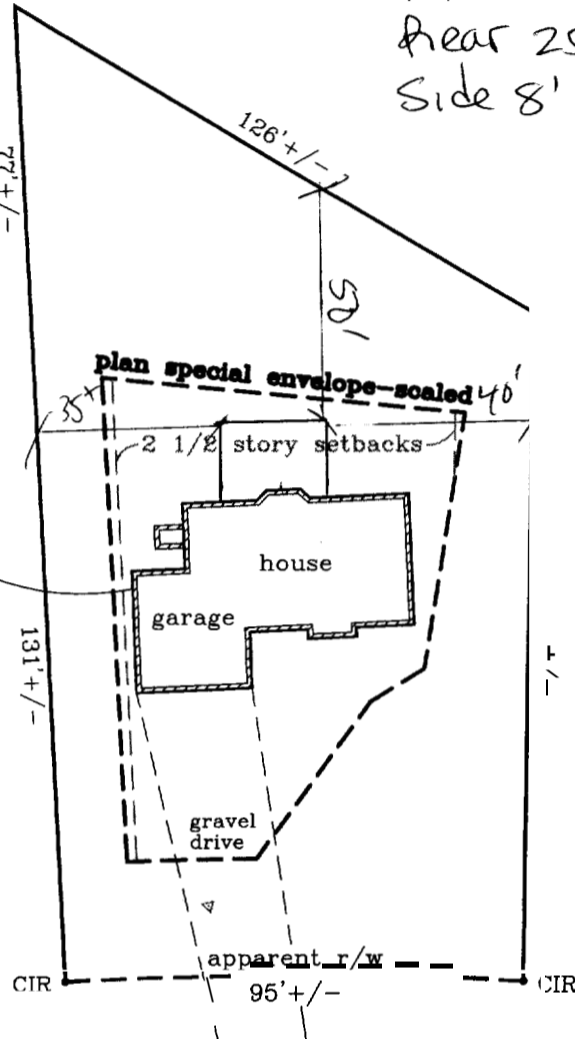 Rear 25
Side 8'
126'+/-
77'+/-
50'
plan special envelope-scaled
40'
35'
2 1/2 story setbacks
house
garage
131'+/-
+/-
gravel
drive
apparent r/w
CIR
95'+/-
CIR